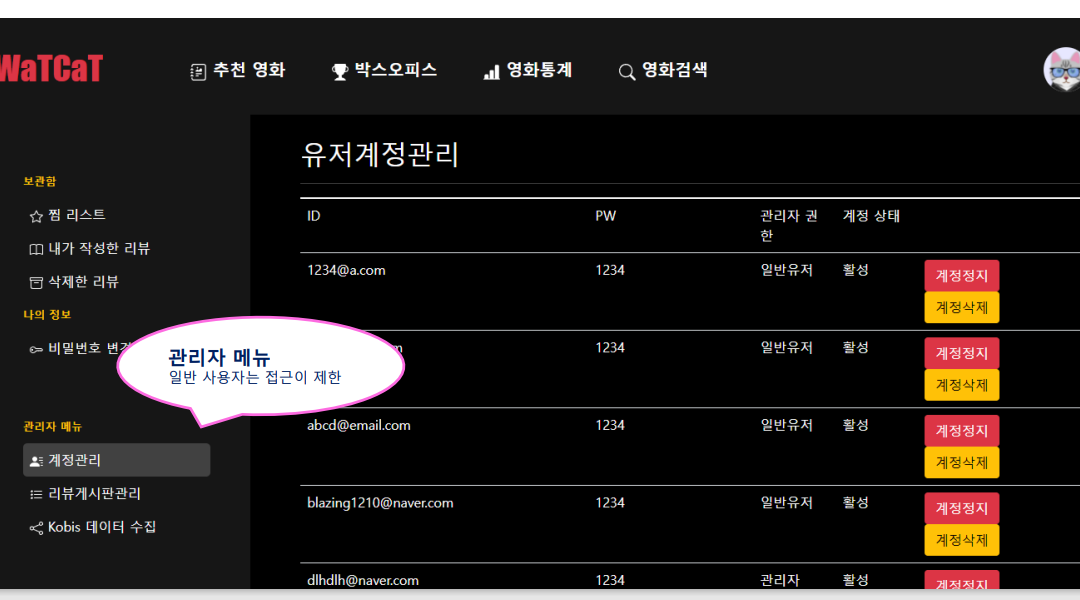 WaTCaT
추천 영화
박스오피스
영화통계
영화검색
보관함
찜 리스트
내가 작성한 리뷰
삭제한 리뷰
나의 정보
비밀번호
관리자 메뉴
일반 사용자는 접근이 제한
관리자 메뉴
계정관리
리뷰게시판관리
Kobis 데이터 수집
유저계정관리
ID PW 관리자 권 계정 상태
한
1234@a.com 1234 일반유저 활성 계정정지
계정삭제
1234 일반유저 활성 계정정지
계정삭제
abcd@email.com 1234 일반유저 활성 계정정지
계정삭제
blazing1210@naver.com 1234 일반유저 활성 계정정지
계정삭제
dlhdlh@naver.com 1234 관리자 활성 계정정지